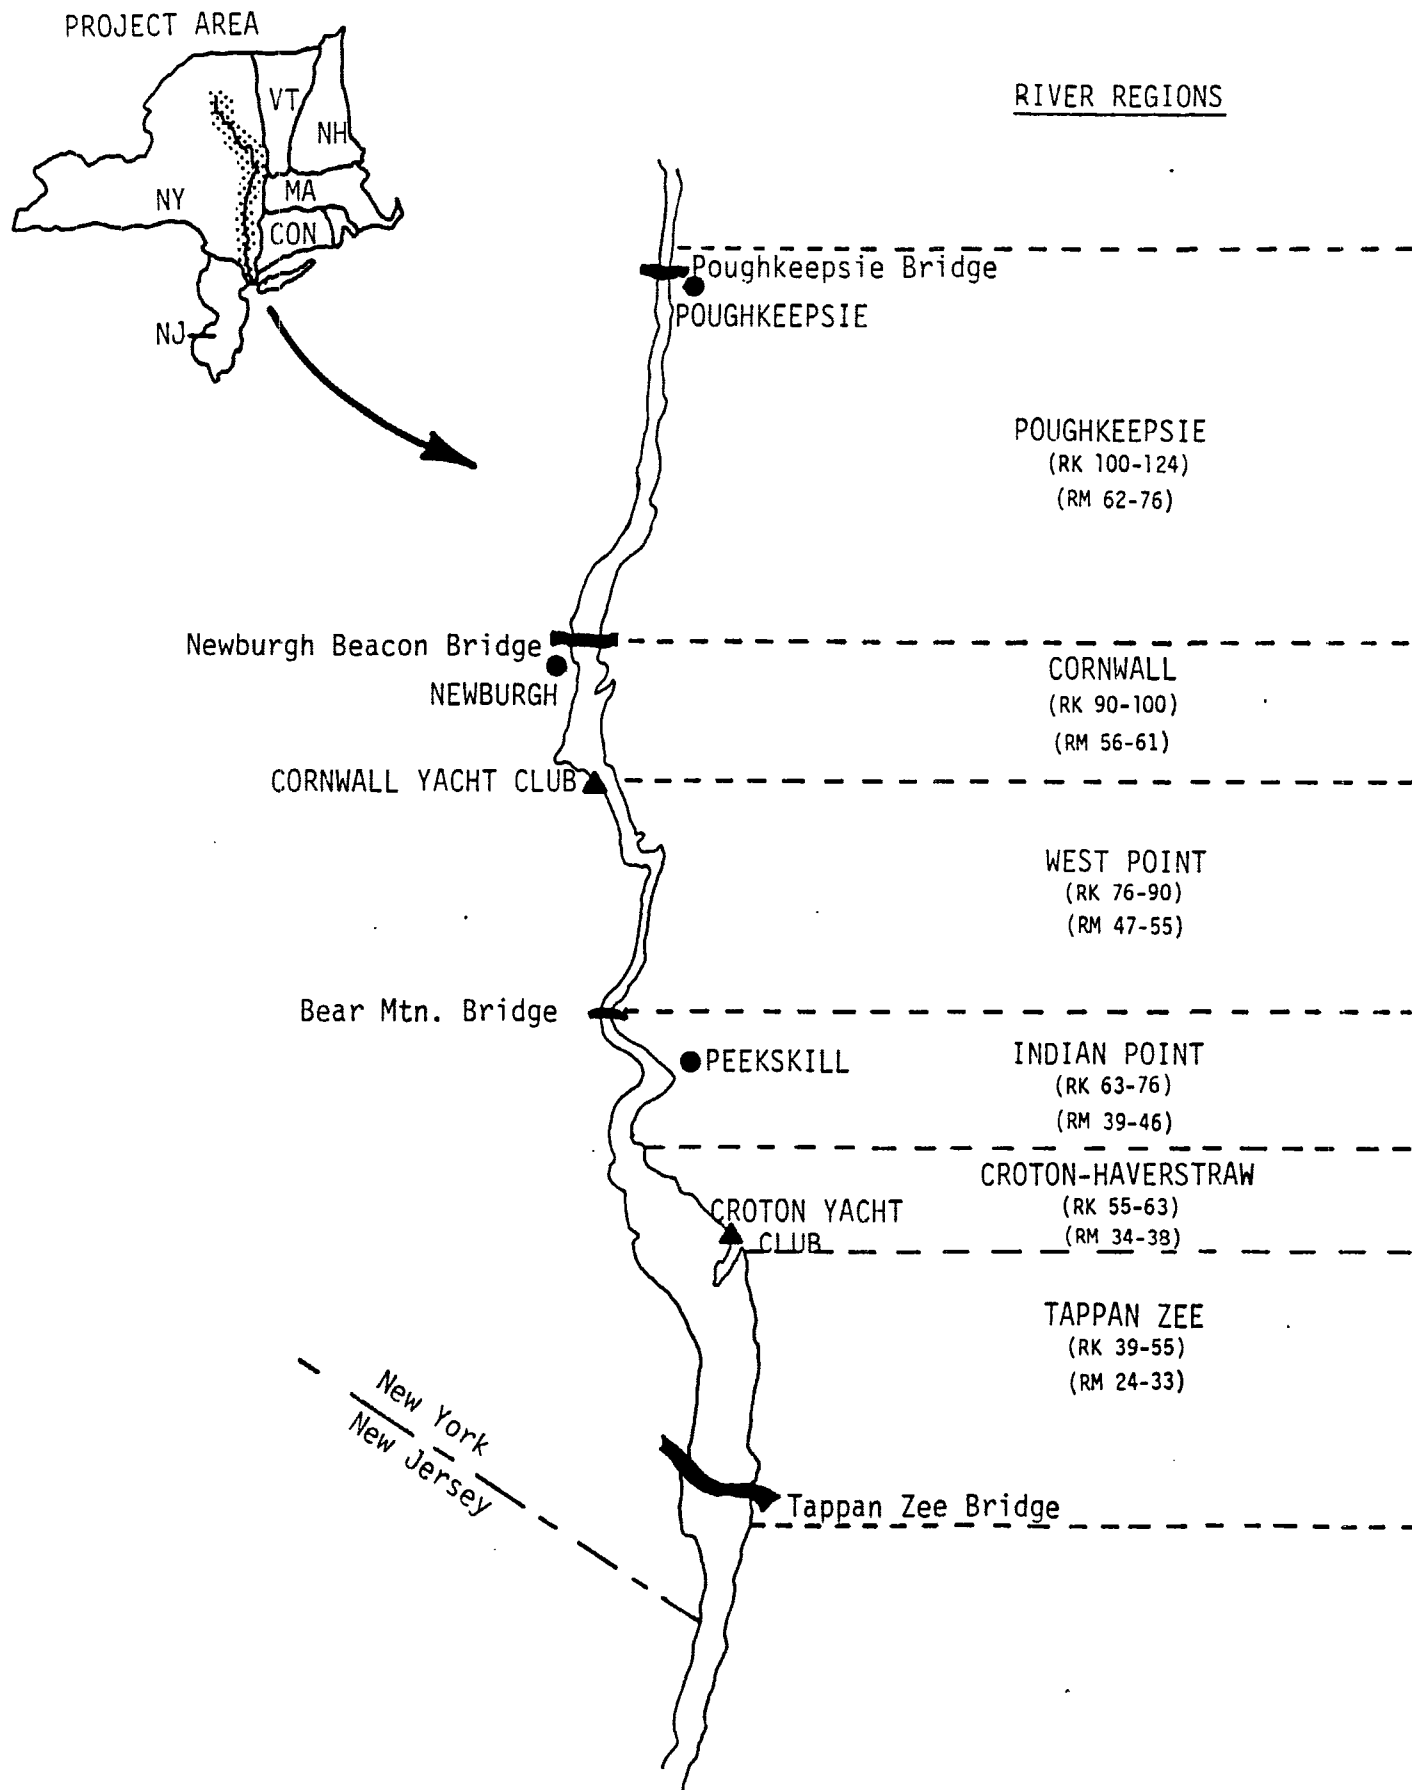 PROJECT AREA
VT
NH
NY
MA
CON
NJ
RIVER REGIONS
Poughkeepsie Bridge
POUGHKEEPSIE
POUGHKEEPSIE
(RK 100-124)
(RM 62-76)
Newburgh Beacon Bridge
NEWBURGH
CORNWALL
(RK 90-100)
(RM 56-61)
CORNWALL YACHT CLUB
WEST POINT
(RK 76-90)
(RM 47-55)
Bear Mtn. Bridge
PEEKSKILL
INDIAN POINT
(RK 63-76)
(RM 39-46)
CROTON-HAVERSTRAW
(RK 55-63)
(RM 34-38)
CROTON YACHT
CLUB
TAPPAN ZEE
(RK 39-55)
(RM 24-33)
New York
New Jersey
Tappan Zee Bridge